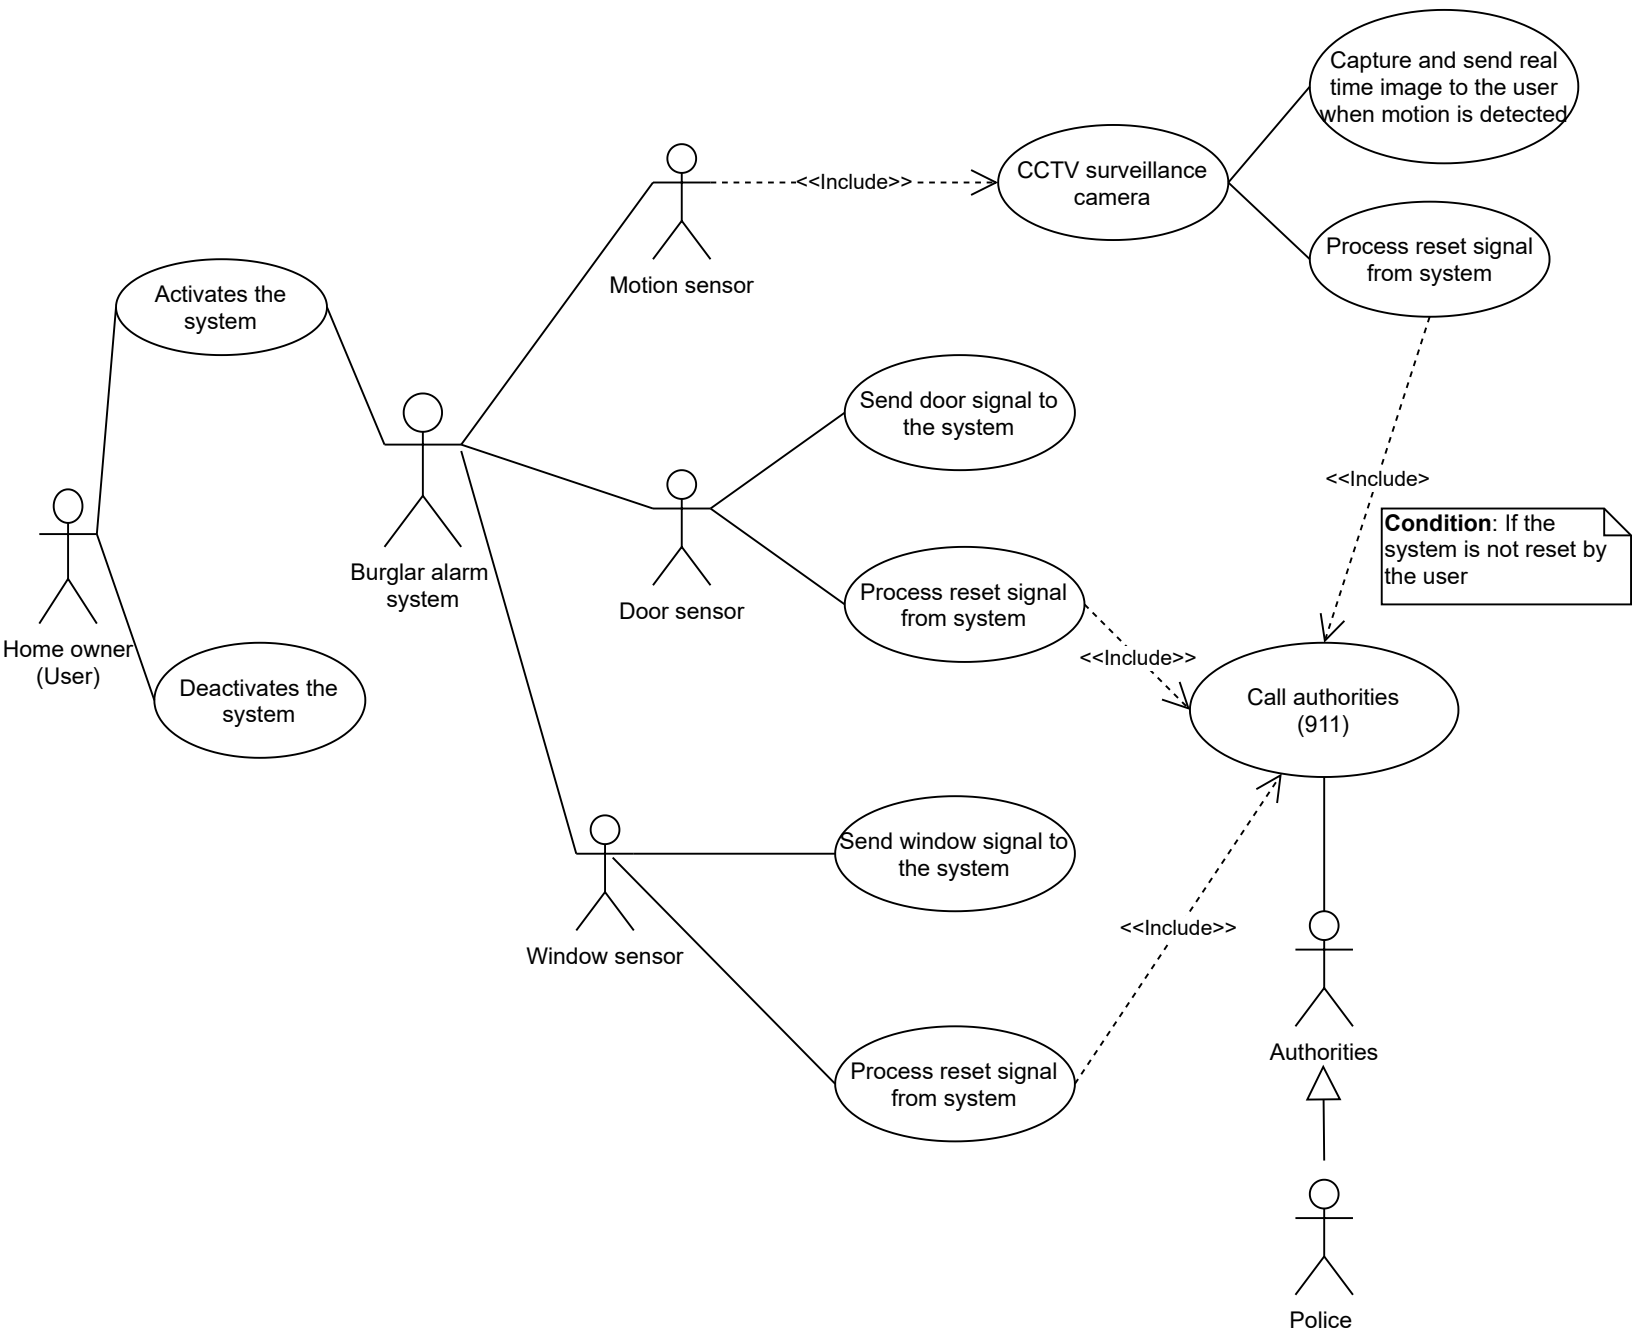 Capture and send real
time image to the user
when motion is detected
CCTV surveillance
camera
<<Include>>
Process reset signal
from system
Motion sensor
Activates the
system
Send door signal to
the system
<<Include>
Condition: If the
system is not reset by
the user
Burglar alarm
system
Door sensor
Process reset signal
from system
<<Include>>
Home owner
(User)
Deactivates the
system
Call authorities
(911)
Send window signal to
the system
Window sensor
<<Include>>
Process reset signal
from system
Authorities
Police